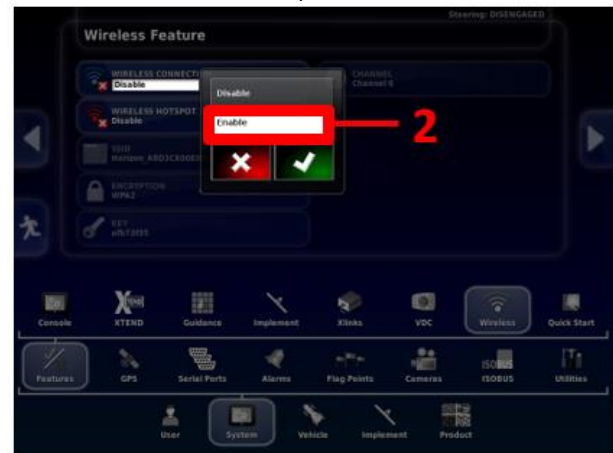 Steering: DISENGAGED
Wireless Feature
WIRELESS CONNECTI
Disable
CHANNEL
Channel 6
Disable
WIRELESS HOTSPOT
Disable
Enable
2
SSID
ENCRYPTION
WPA2
KEY
Console
XTEND
Guidance
Implement
Xlinks
VDC
Wireless
Quick Start
Features
GPS
Serial Ports
Alarms
Flag Points
Cameras
ISOBUS
ISOBUS
Utilities
User
System
Vehicle
Implement
Product